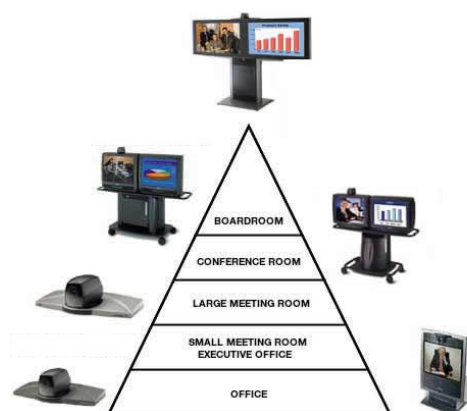 BOARDROOM
CONFERENCE ROOM
LARGE MEETING ROOM
SMALL MEETING ROOM
EXECUTIVE OFFICE
OFFICE